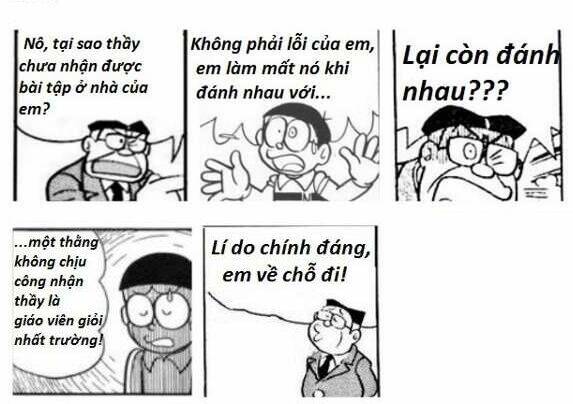 Nô, tại sao thầy
chưa nhận được
bài tập ở nhà của
em?
Không phải lỗi của em,
em làm mất nó khi
đánh nhau với...
Lại còn đánh
nhau???
...một thằng
không chịu
công nhận
thầy là
giáo viên giỏi
nhất trường!
Lí do chính đáng,
em về chỗ đi!